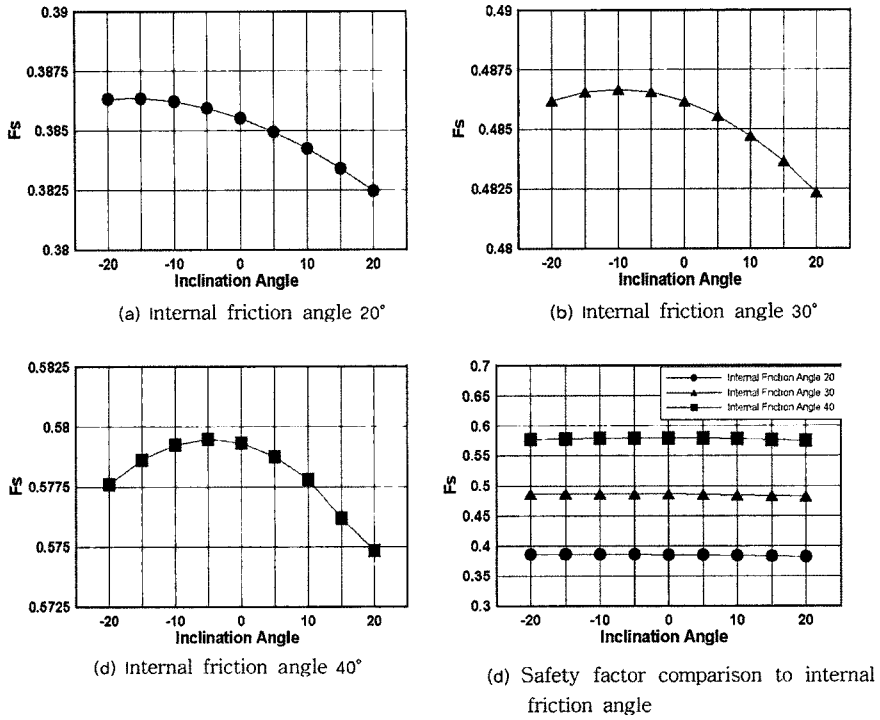 0.39
0.3875
0.385
0.3825
0.38
Fs
-20 -10 0 10 20
Inclination Angle
(a) Internal friction angle 20°
0.49
0.4875
0.485
0.4825
0.48
Fs
-20 -10 0 10 20
Inclination Angle
(b) Internal friction angle 30°
0.5825
0.58
0.5775
0.575
0.5725
Fs
-20 -10 0 10 20
Inclination Angle
(d) Internal friction angle 40°
0.7
0.65
0.6
0.55
0.5
0.45
0.4
0.35
0.3
Fs
Internal Friction Angle 20
Internal Friction Angle 30
Internal Friction Angle 40
-20 -10 0 10 20
Inclination Angle
(d) Safety factor comparison to internal
friction angle